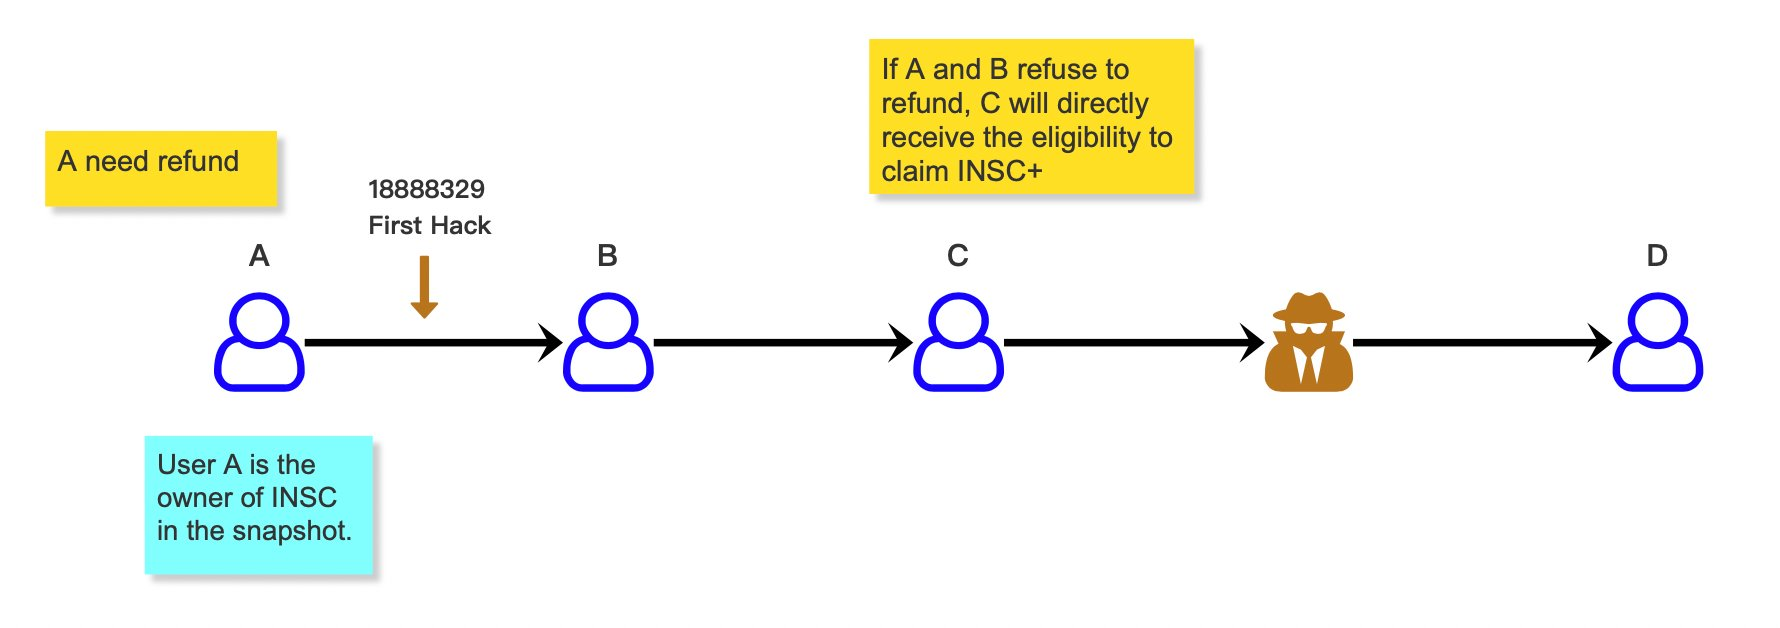 If A and B refuse to
refund, C will directly
receive the eligibility to
claim INSC+
A need refund
18888329
First Hack
A
B
C
D
User A is the
owner of INSC
in the snapshot.